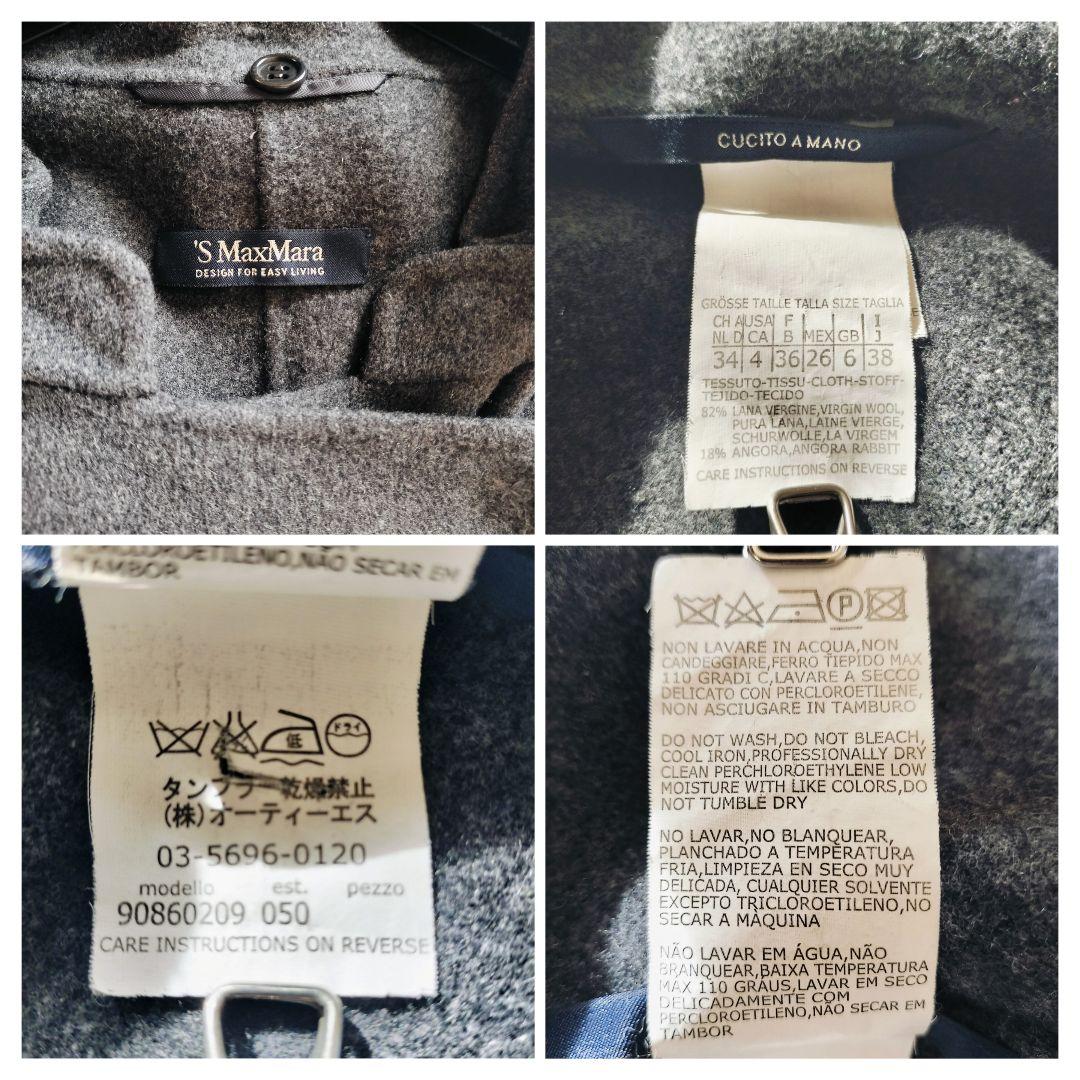 'S MaxMara
DESIGN FOR EASY LIVING
CUCITO A MANO
GRÖSSE TAILLE TALLA SIZE TAGLIA
CH A USA F I
NL D CA B MEX GB J
34 4 36 26 6 38
TESSUTO-TISSU-CLOTH-STOFF-
TEJIDO-TECIDO
82% LANA VERGINE,VIRGIN WOOL,
PURA LANA,LAINE VIERGE,
SCHURWOLLE,LA VIRGEM
18% ANGORA,ANGORA RABBIT
CARE INSTRUCTIONS ON REVERSE
E
PERCLOROETILENO,NÃO SECAR EM
TAMBOR
低 ドライ
タンブラー乾燥禁止
(株)オーティーエス
03-5696-0120
modello est. pezzo
90860209 050
CARE INSTRUCTIONS ON REVERSE
P
NON LAVARE IN ACQUA,NON
CANDEGGIARE,FERRO TIEPIDO MAX
110 GRADI C,LAVARE A SECCO
DELICATO CON PERCLOROETILENE,
NON ASCIUGARE IN TAMBURO
DO NOT WASH,DO NOT BLEACH,
COOL IRON,PROFESSIONALLY DRY
CLEAN PERCHLOROETHYLENE LOW
MOISTURE WITH LIKE COLORS,DO
NOT TUMBLE DRY
NO LAVAR,NO BLANQUEAR,
PLANCHADO A TEMPERATURA
FRIA,LIMPIEZA EN SECO MUY
DELICADA, CUALQUIER SOLVENTE
EXCEPTO TRICLOROETILENO,NO
SECAR A MÀQUINA
NÃO LAVAR EM ÁGUA,NÃO
BRANQUEAR,BAIXA TEMPERATURA
MAX 110 GRAUS,LAVAR EM SECO
DELICADAMENTE COM
PERCLOROETILENO,NÃO SECAR EM
TAMBOR